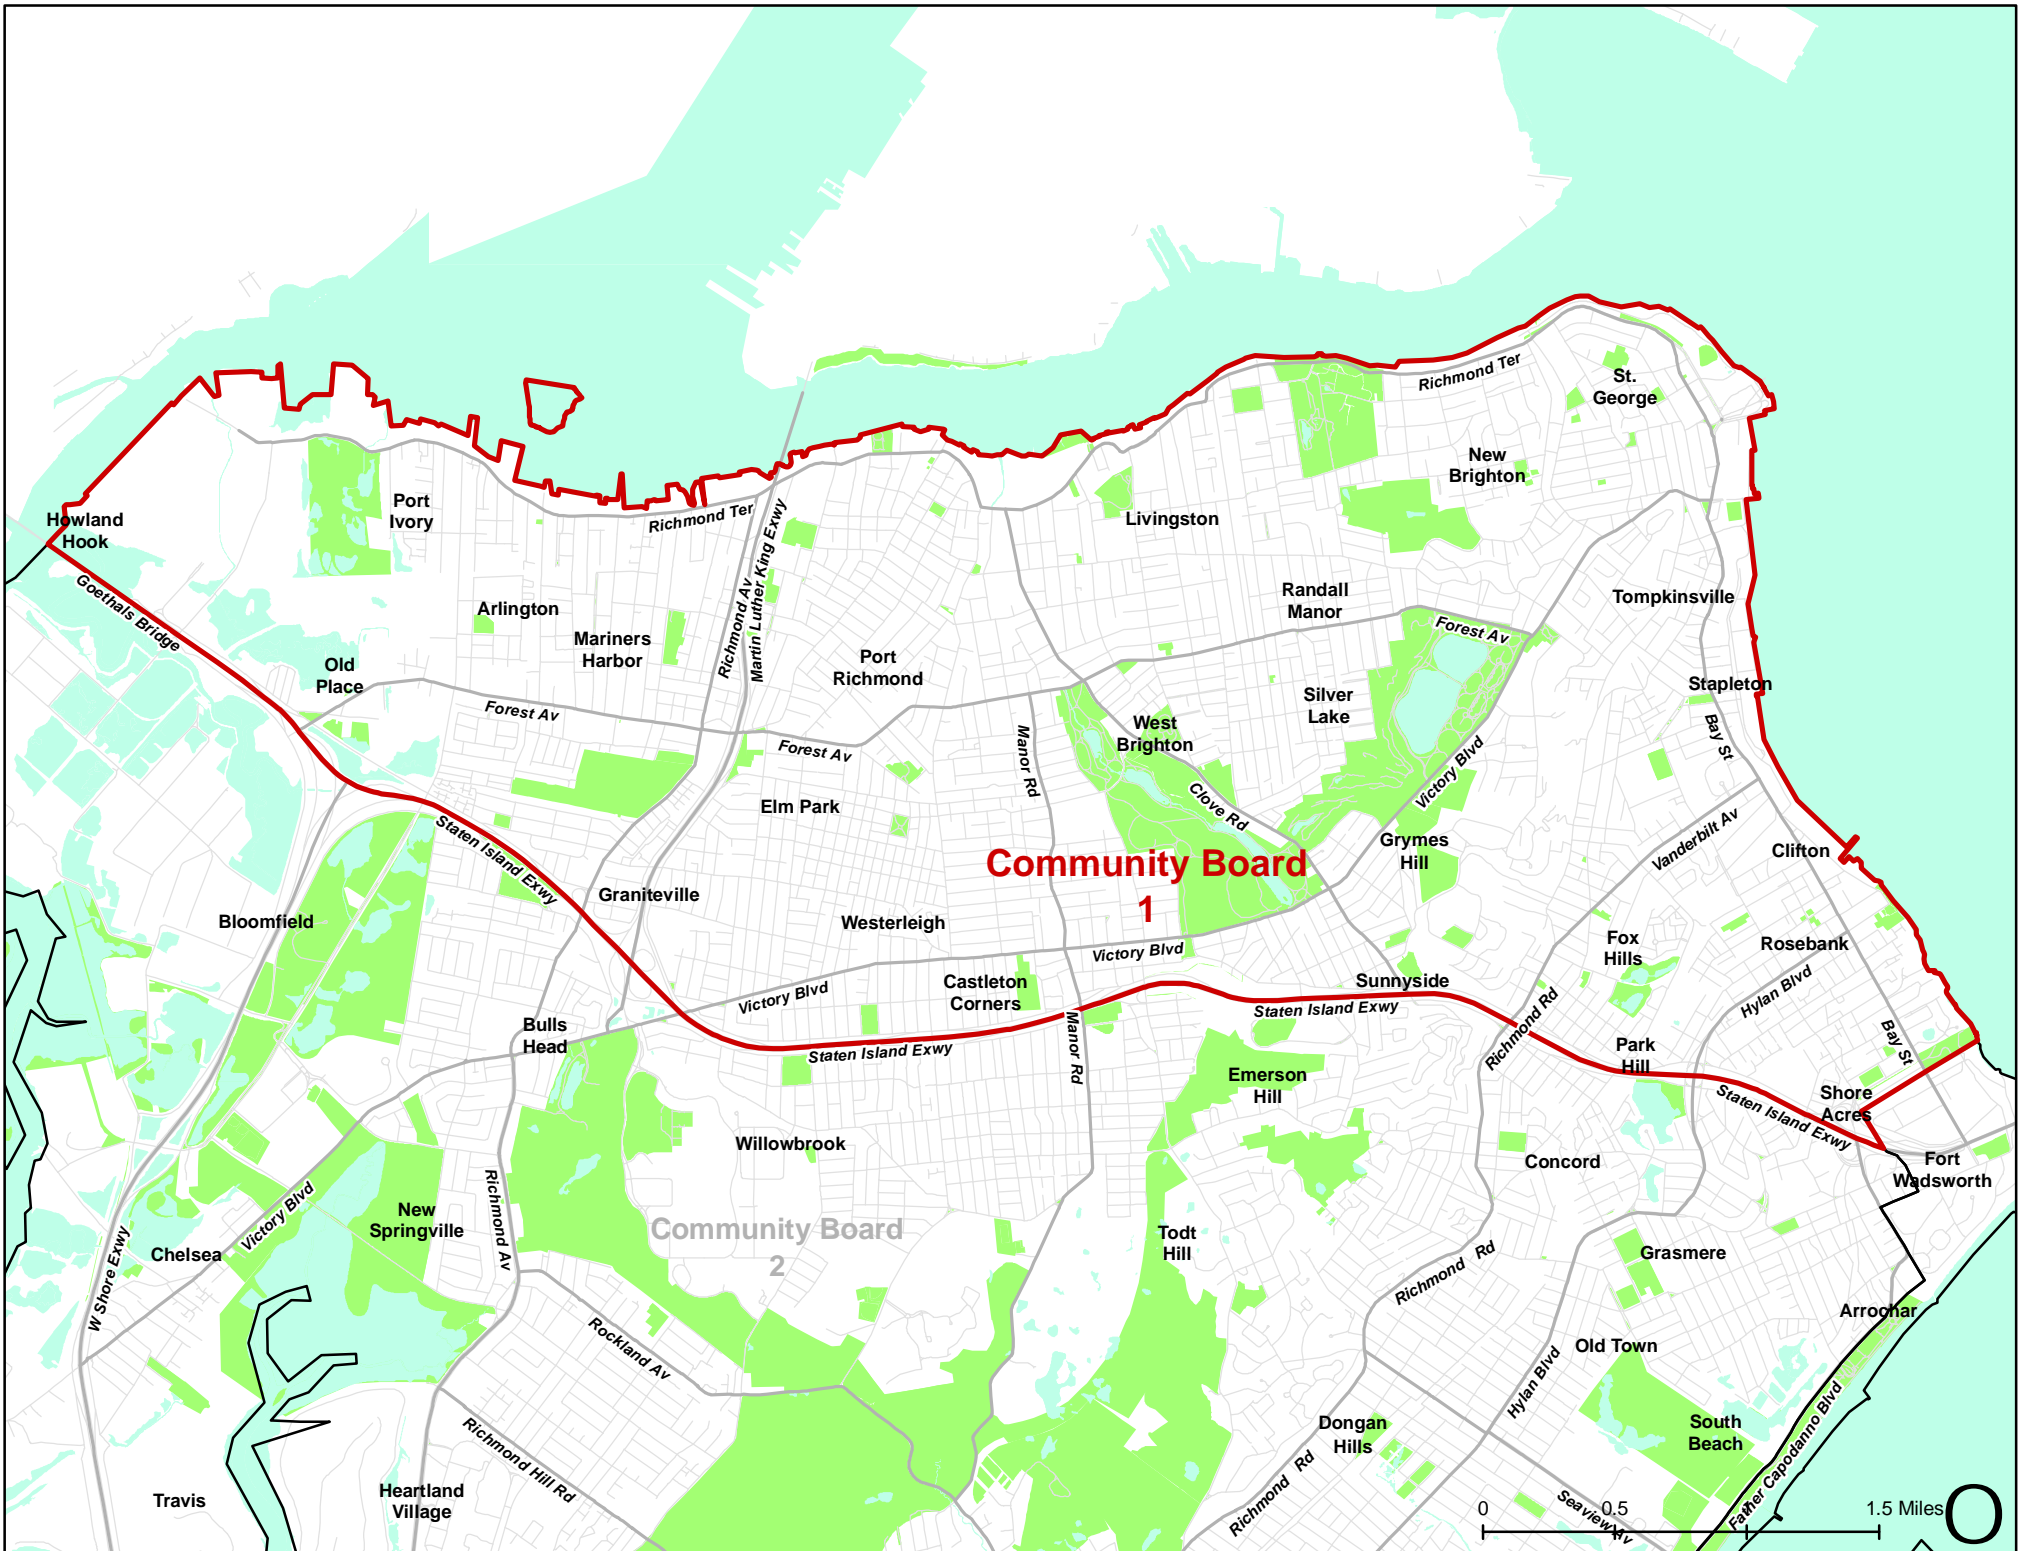 St.
George
Richmond Ter
New
Brighton
Howland
Hook
Port
Ivory
Richmond Ter
Livingston
Goethals Bridge
Arlington
Mariners
Harbor
Richmond Av
Martin Luther King Exwy
Randall
Manor
Tompkinsville
Forest Av
Old
Place
Port
Richmond
Silver
Lake
Stapleton
Forest Av
Forest Av
West
Brighton
Manor Rd
Bay St
Victory Blvd
Elm Park
Clove Rd
Staten Island Exwy
Grymes
Hill
Vanderbilt Av
Clifton
Community Board
1
Graniteville
Bloomfield
Westerleigh
Victory Blvd
Fox
Hills
Rosebank
Castleton
Corners
Victory Blvd
Sunnyside
Staten Island Exwy
Hylan Blvd
Richmond Rd
Bulls
Head
Staten Island Exwy
Manor Rd
Bay St
Park
Hill
Emerson
Hill
Shore
Acres
Staten Island Exwy
Willowbrook
Concord
Fort
Wadsworth
Richmond Av
New
Springville
Victory Blvd
Chelsea
W Shore Exwy
Community Board
2
Todt
Hill
Richmond Rd
Grasmere
Arrochar
Rockland Av
Old Town
Hylan Blvd
Father Capodanno Blvd
South
Beach
Dongan
Hills
Richmond Hill Rd
Richmond Rd
Seaview Av
Travis
Heartland
Village
0 0.5 1 1.5 Miles
O